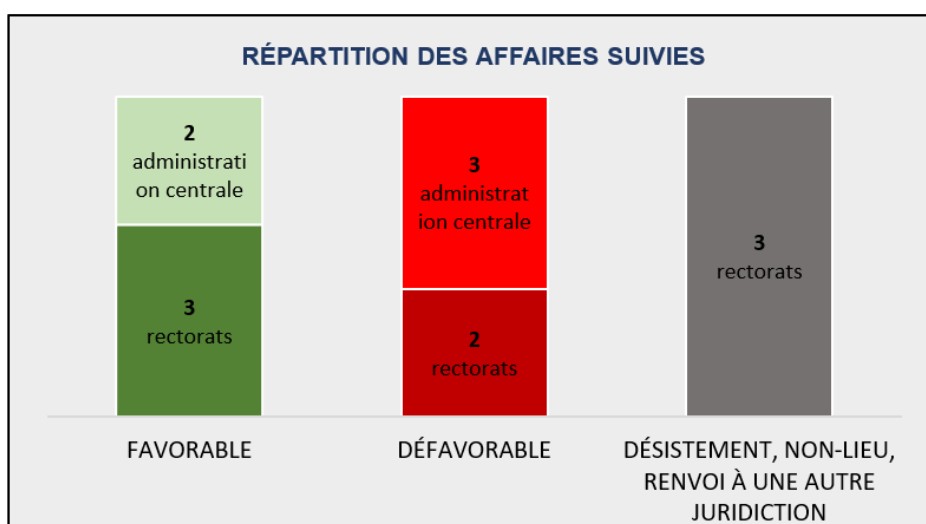 RÉPARTITION DES AFFAIRES SUIVIES
2
administrati
on centrale
3
rectorats
3
administrat
ion centrale
2
rectorats
3
rectorats
FAVORABLE
DÉFAVORABLE
DÉSISTEMENT, NON-LIEU,
RENVOI À UNE AUTRE
JURIDICTION